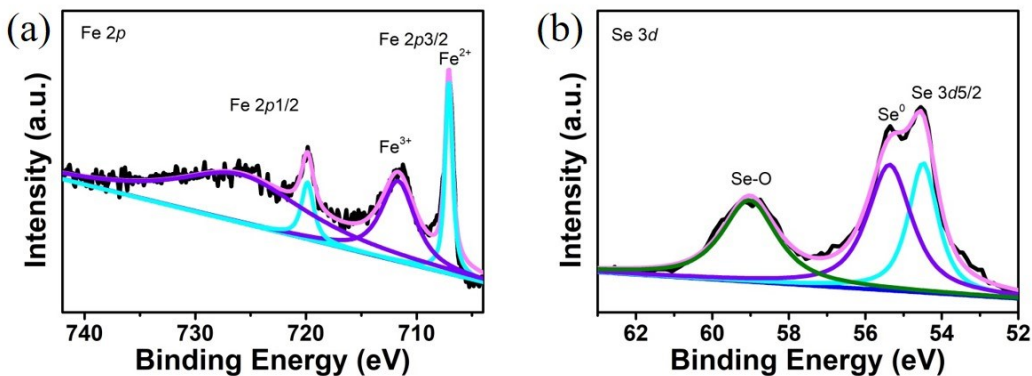 (a)
Fe 2p
Fe 2p3/2
Fe²⁺
Fe 2p1/2
Fe³⁺
Intensity (a.u.)
740 730 720 710
Binding Energy (eV)
(b)
Se 3d
Se 3d5/2
Se⁰
Se-O
Intensity (a.u.)
62 60 58 56 54 52
Binding Energy (eV)